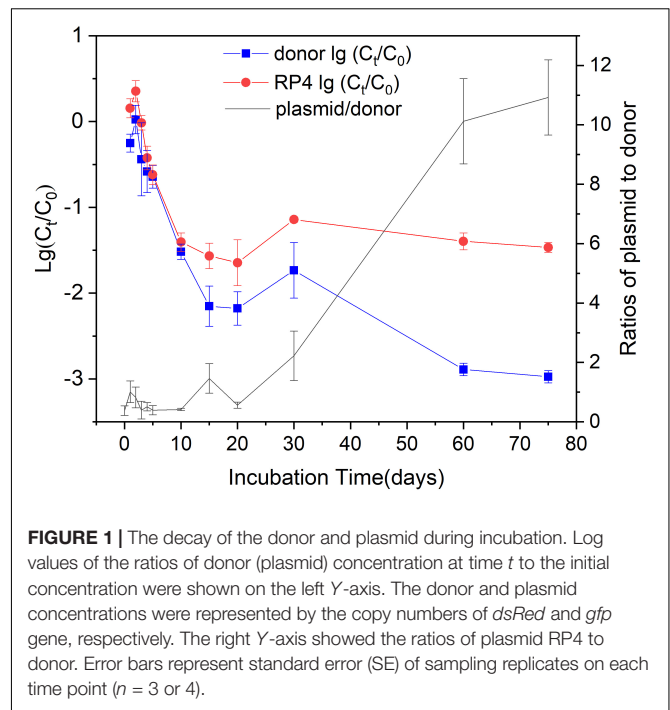 donor lg (Ct/C0)
RP4 lg (Ct/C0)
plasmid/donor
Lg(Ct/C0)
1
0
-1
-2
-3
12
10
8
6
4
2
0
Ratios of plasmid to donor
0 10 20 30 40 50 60 70 80
Incubation Time(days)
FIGURE 1 | The decay of the donor and plasmid during incubation. Log
values of the ratios of donor (plasmid) concentration at time t to the initial
concentration were shown on the left Y-axis. The donor and plasmid
concentrations were represented by the copy numbers of dsRed and gfp
gene, respectively. The right Y-axis showed the ratios of plasmid RP4 to
donor. Error bars represent standard error (SE) of sampling replicates on each
time point (n = 3 or 4).